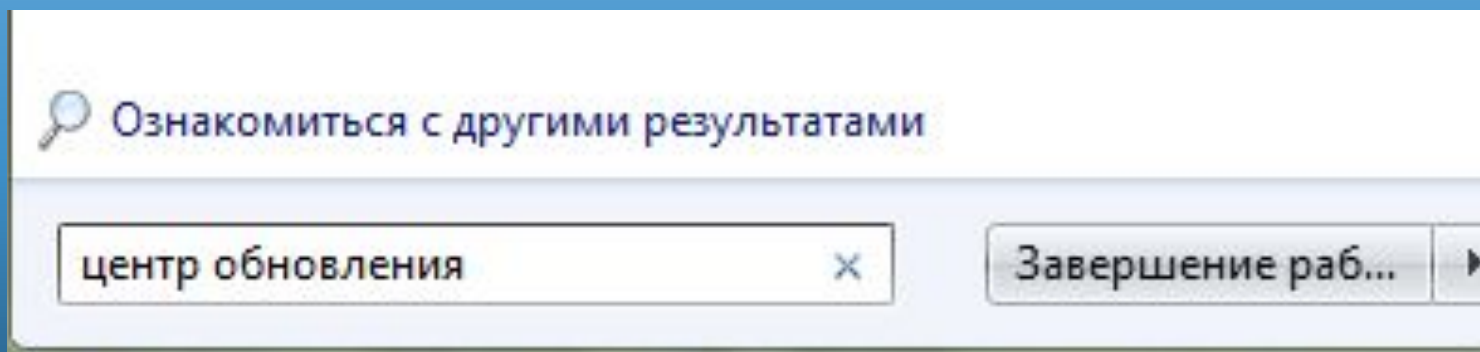 Ознакомиться с другими результатами
центр обновления
Завершение раб...